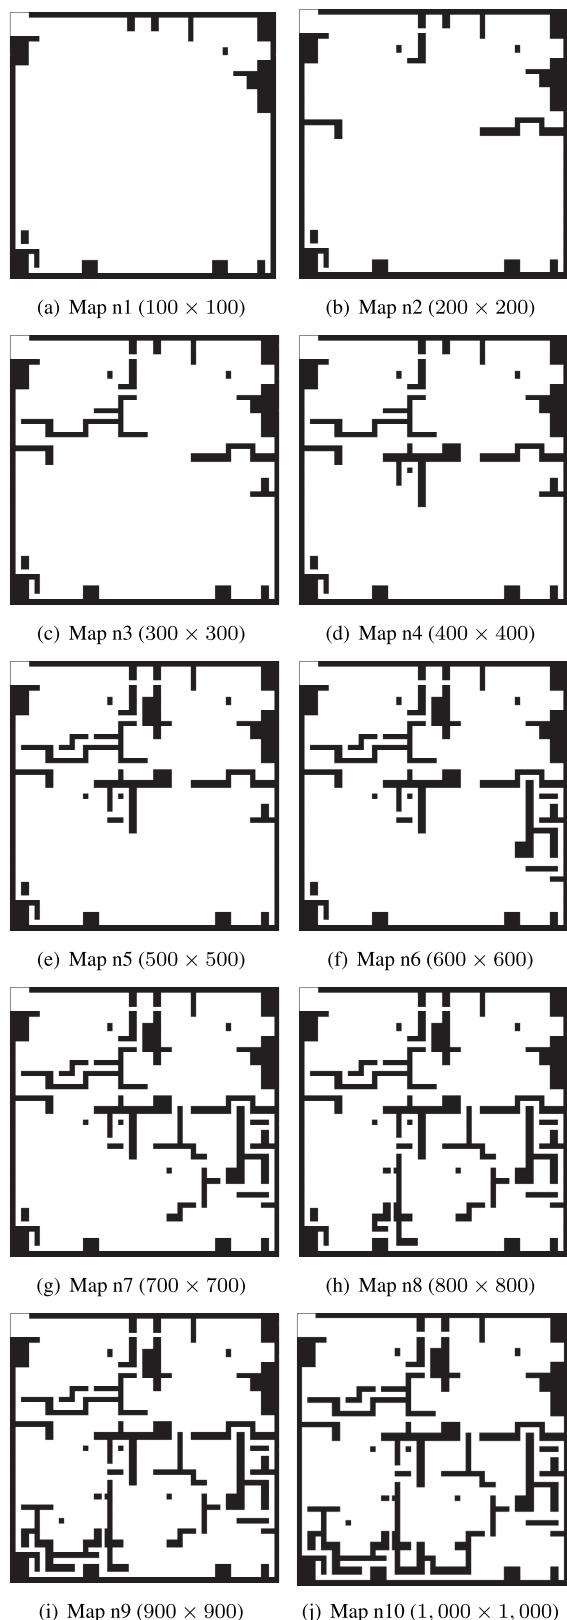 (a) Map n1 (100 × 100)
(b) Map n2 (200 × 200)
(c) Map n3 (300 × 300)
(d) Map n4 (400 × 400)
(e) Map n5 (500 × 500)
(f) Map n6 (600 × 600)
(g) Map n7 (700 × 700)
(h) Map n8 (800 × 800)
(i) Map n9 (900 × 900)
(j) Map n10 (1, 000 × 1, 000)